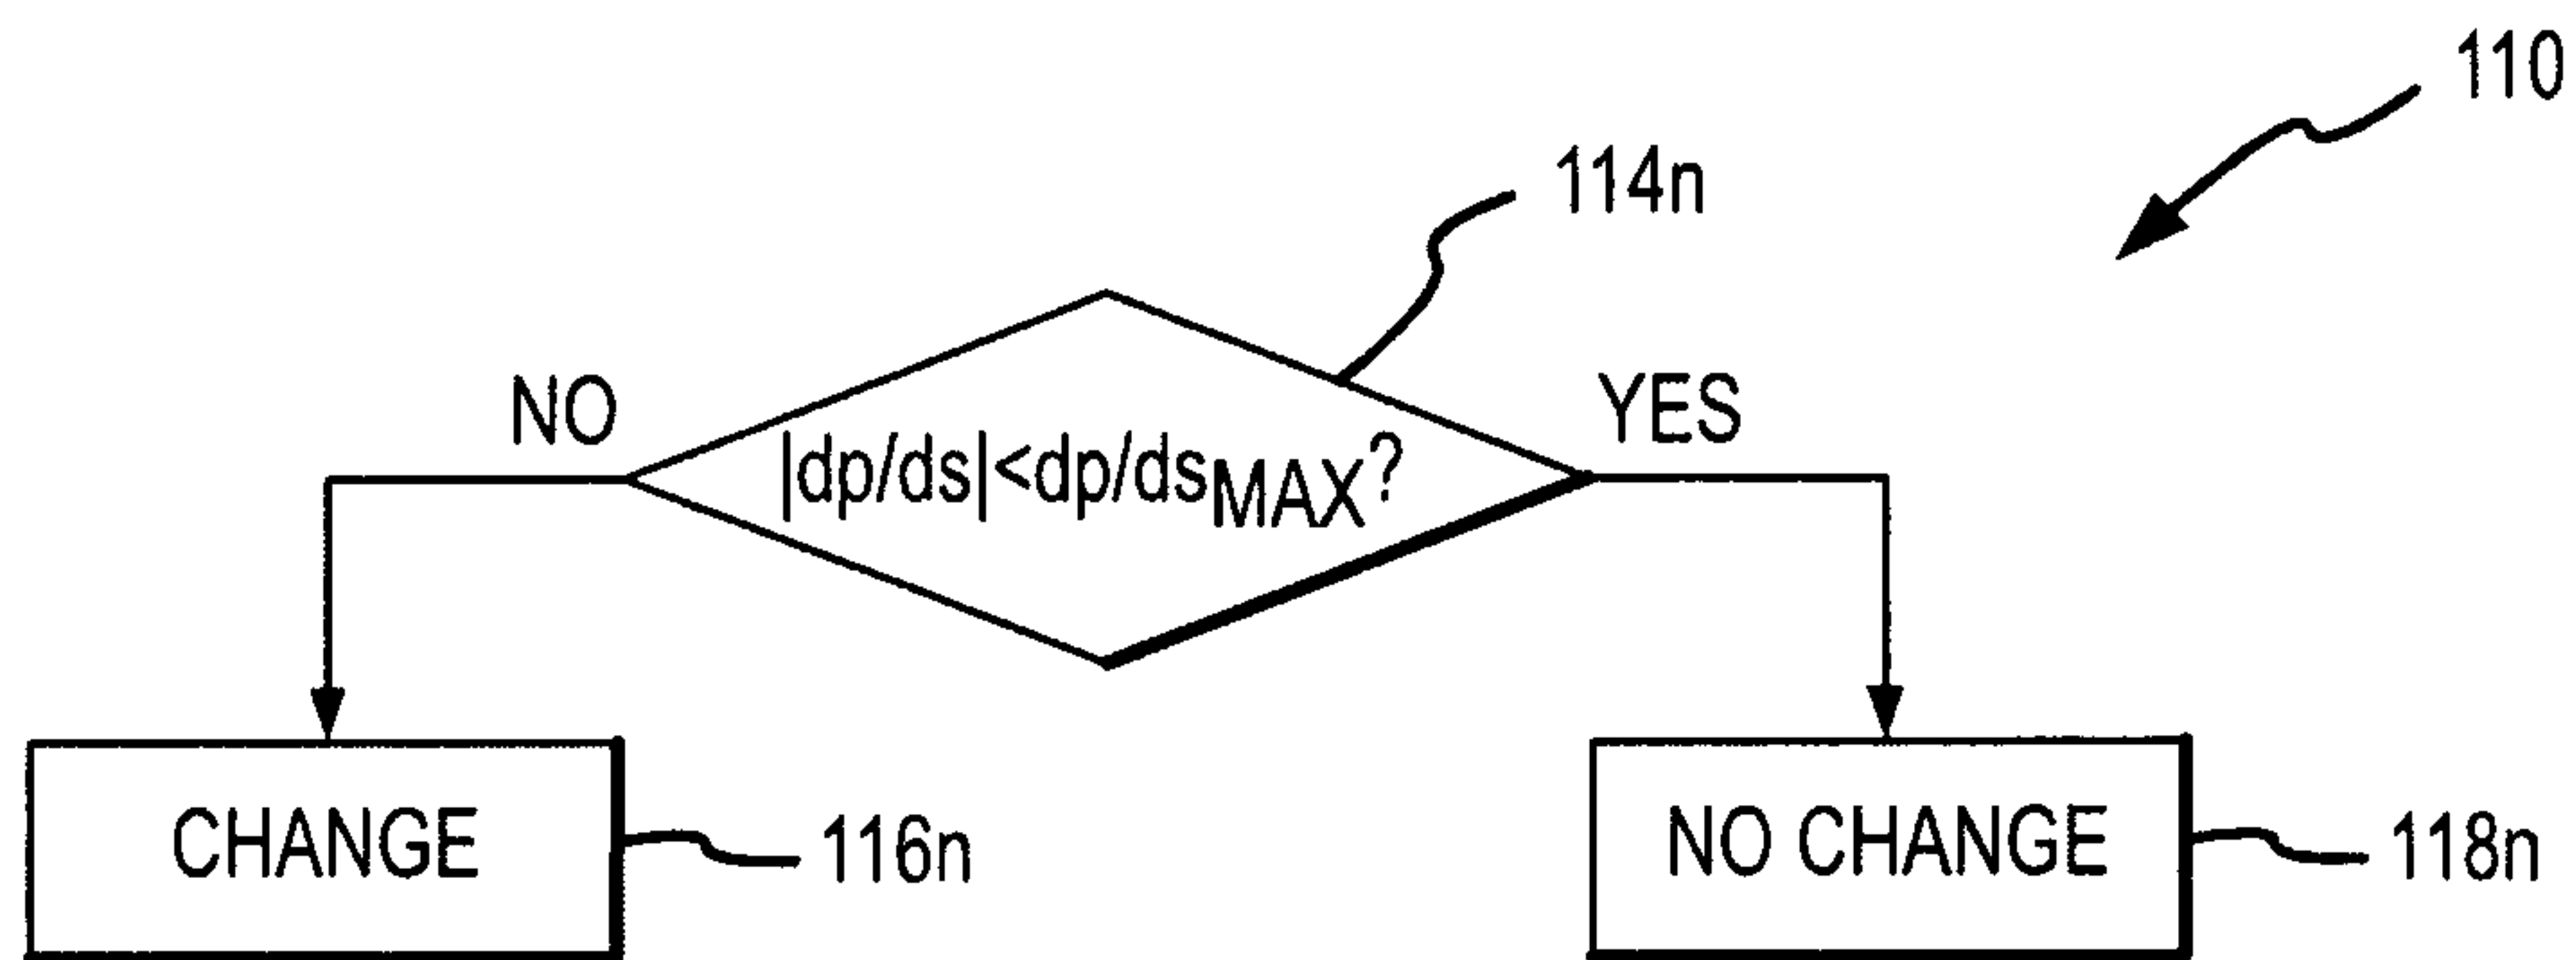 110
114n
NO
YES
|dp/ds|<dp/dsMAX?
CHANGE
116n
NO CHANGE
118n